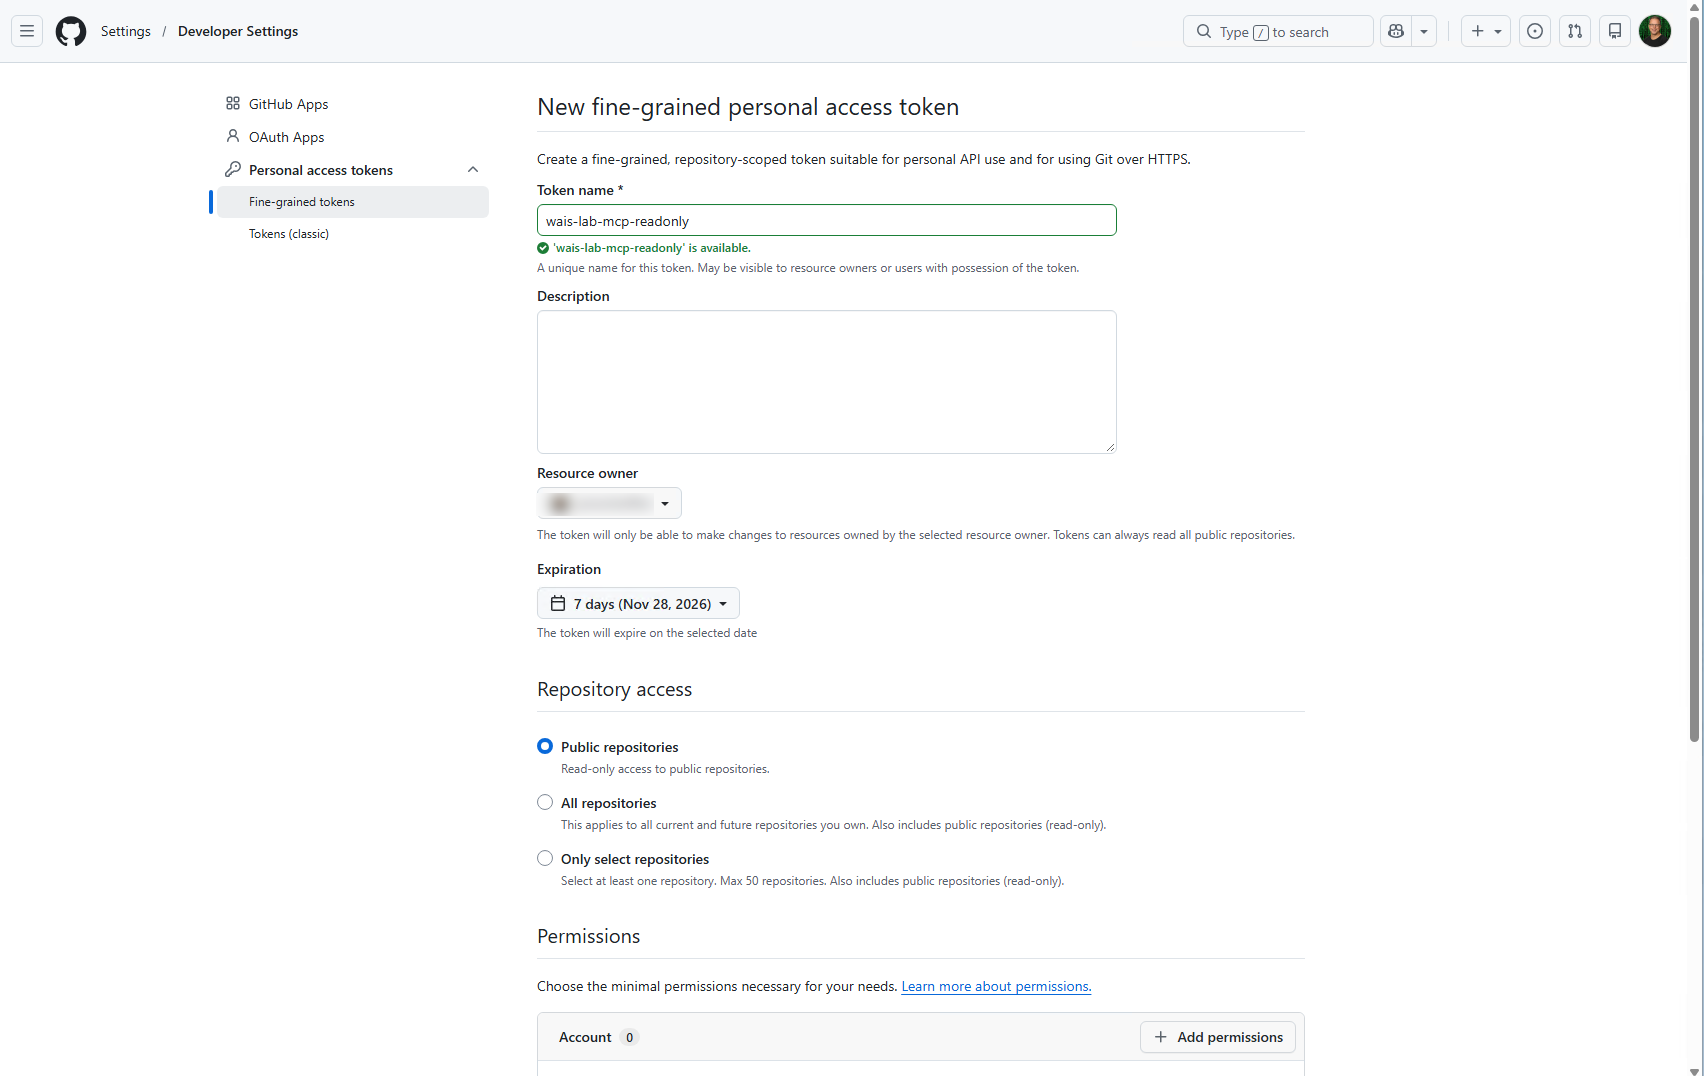 Settings / Developer Settings
Type / to search
GitHub Apps
OAuth Apps
Personal access tokens
Fine-grained tokens
Tokens (classic)
New fine-grained personal access token
Create a fine-grained, repository-scoped token suitable for personal API use and for using Git over HTTPS.
Token name *
wais-lab-mcp-readonly
'wais-lab-mcp-readonly' is available.
A unique name for this token. May be visible to resource owners or users with possession of the token.
Description
Resource owner
The token will only be able to make changes to resources owned by the selected resource owner. Tokens can always read all public repositories.
Expiration
7 days (Nov 28, 2026)
The token will expire on the selected date
Repository access
Public repositories
Read-only access to public repositories.
All repositories
This applies to all current and future repositories you own. Also includes public repositories (read-only).
Only select repositories
Select at least one repository. Max 50 repositories. Also includes public repositories (read-only).
Permissions
Choose the minimal permissions necessary for your needs. Learn more about permissions.
Account 0
Add permissions